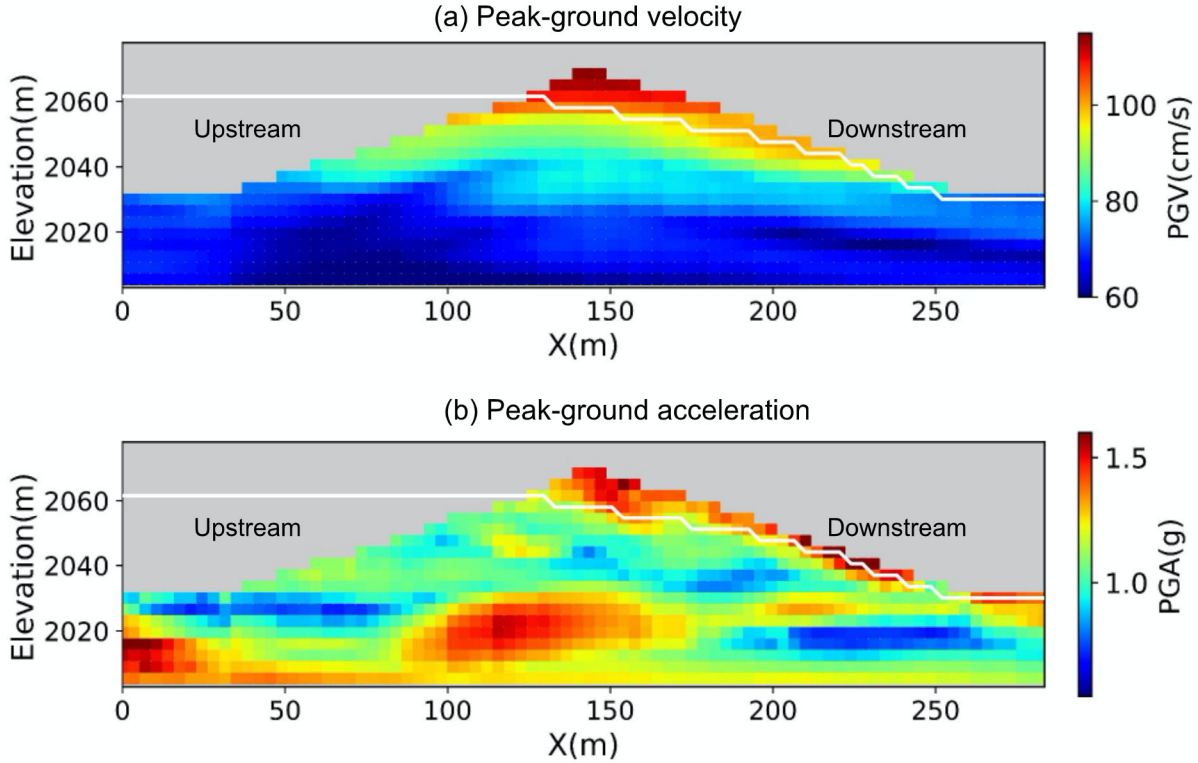 (a) Peak-ground velocity
Elevation(m)
2060
2040
2020
Upstream
Downstream
0 50 100 150 200 250
X(m)
100
80
60
PGV(cm/s)
(b) Peak-ground acceleration
Elevation(m)
2060
2040
2020
Upstream
Downstream
0 50 100 150 200 250
X(m)
1.5
1.0
PGA(g)